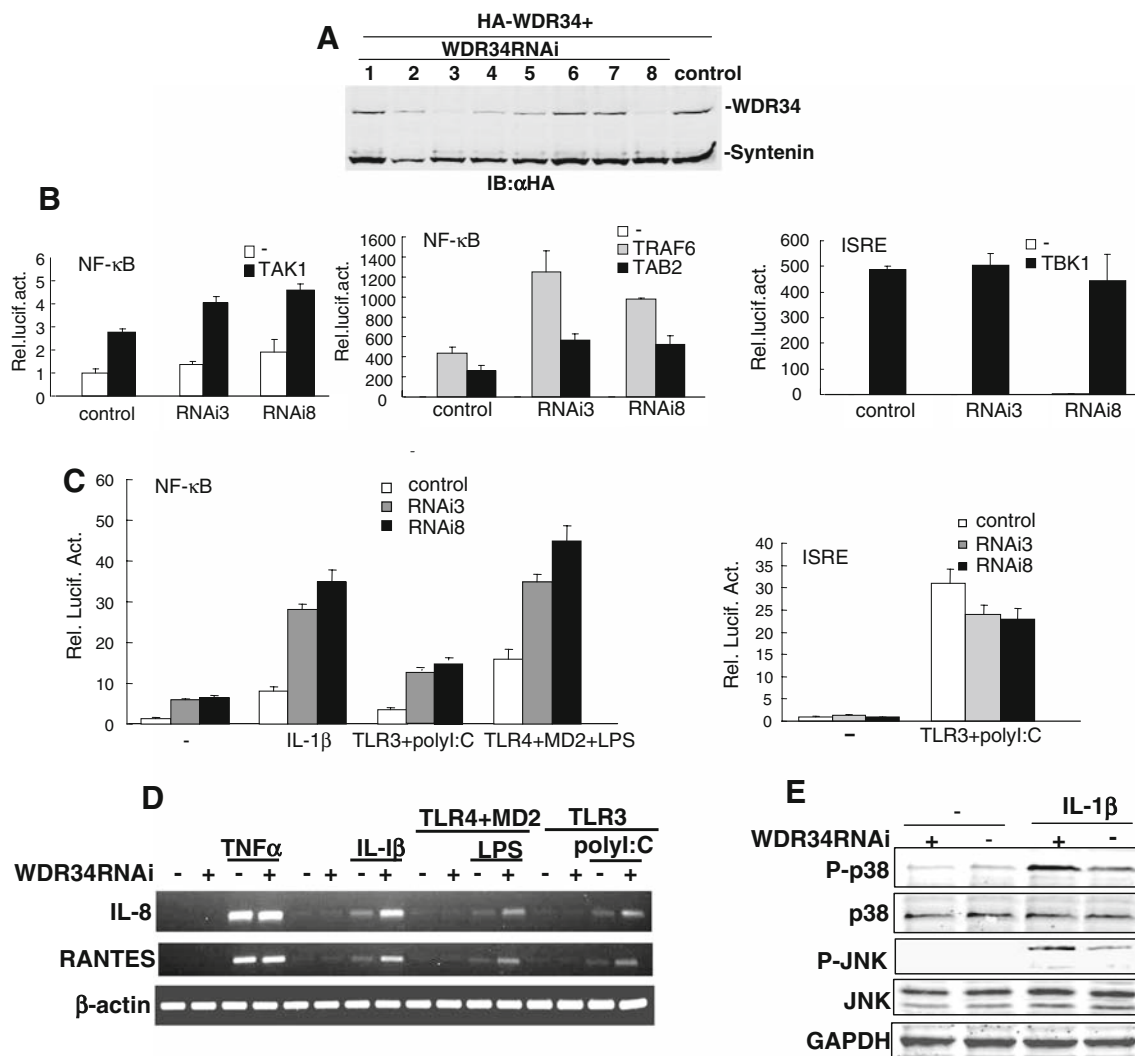 HA-WDR34+
A
WDR34RNAi
1 2 3 4 5 6 7 8 control
-WDR34
-Syntenin
IB:αHA
B
NF-κB
-
TAK1
Rel.lucif.act.
6
5
4
3
2
1
0
control RNAi3 RNAi8
NF-κB
-
TRAF6
TAB2
Rel.lucif.act.
1600
1400
1200
1000
800
600
400
200
0
control RNAi3 RNAi8
ISRE
-
TBK1
Rel.lucif.act.
600
500
400
300
200
100
0
control RNAi3 RNAi8
C
NF-κB
-
control
RNAi3
RNAi8
Rel. Lucif. Act.
60
50
40
30
20
10
0
- IL-1β TLR3+polyI:C TLR4+MD2+LPS
ISRE
control
RNAi3
RNAi8
Rel. Lucif. Act.
40
35
30
25
20
15
10
5
0
- TLR3+polyI:C
D
TLR4+MD2 TLR3
TNFα IL-Iβ LPS polyI:C
WDR34RNAi - + - + - + - + - + - + - + - +
IL-8
RANTES
β-actin
E
- IL-1β
WDR34RNAi + - + -
P-p38
p38
P-JNK
JNK
GAPDH